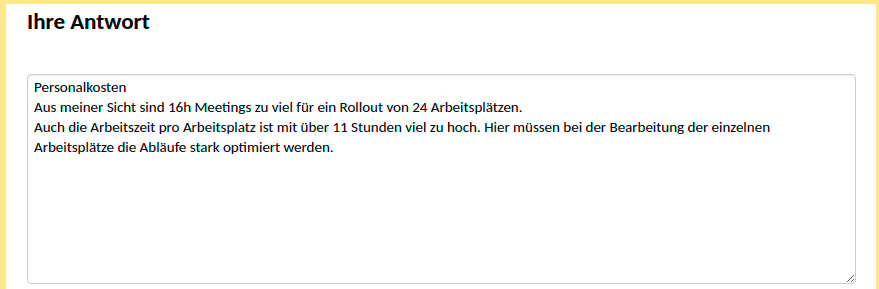 Ihre Antwort
Personalkosten
Aus meiner Sicht sind 16h Meetings zu viel für ein Rollout von 24 Arbeitsplätzen.
Auch die Arbeitszeit pro Arbeitsplatz ist mit über 11 Stunden viel zu hoch. Hier müssen bei der Bearbeitung der einzelnen
Arbeitsplätze die Abläufe stark optimiert werden.